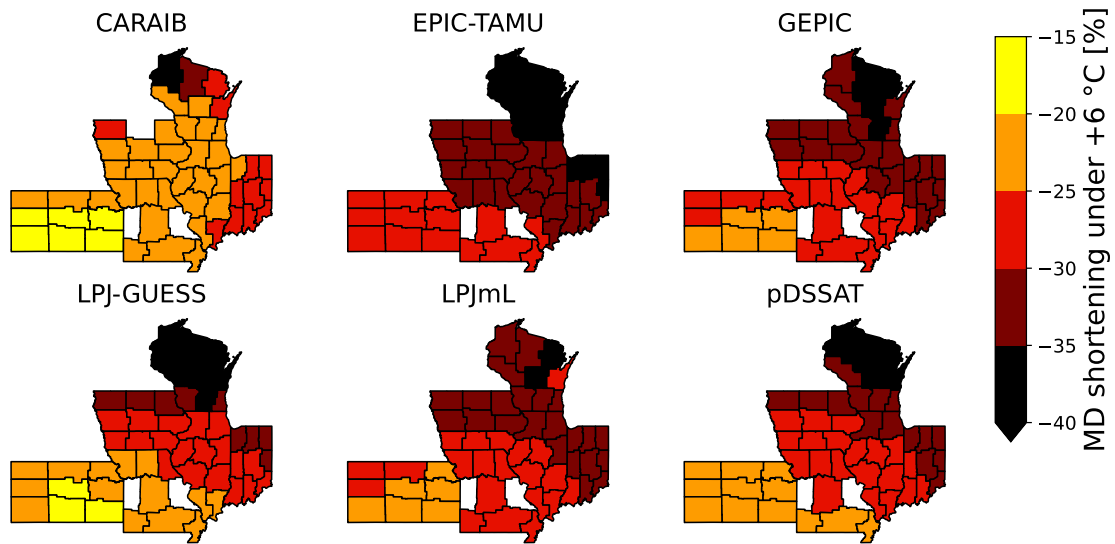 CARAIB
EPIC-TAMU
GEPIC
LPJ-GUESS
LPJmL
pDSSAT
−15
−20
−25
−30
−35
−40
MD shortening under +6 °C [%]